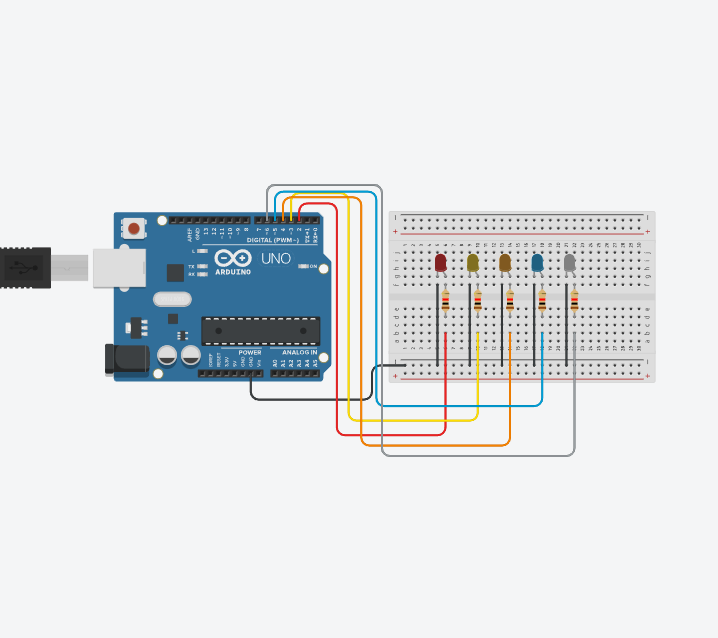 AREF
GND
13
12
~11
~10
~9
8
7
~6
~5
4
~3
2
TX→1
RX←0
DIGITAL (PWM~)
L
TX
RX
ARDUINO
UNO
ON
POWER
ANALOG IN
IOREF
RESET
3.3V
5V
GND
GND
Vin
A0
A1
A2
A3
A4
A5